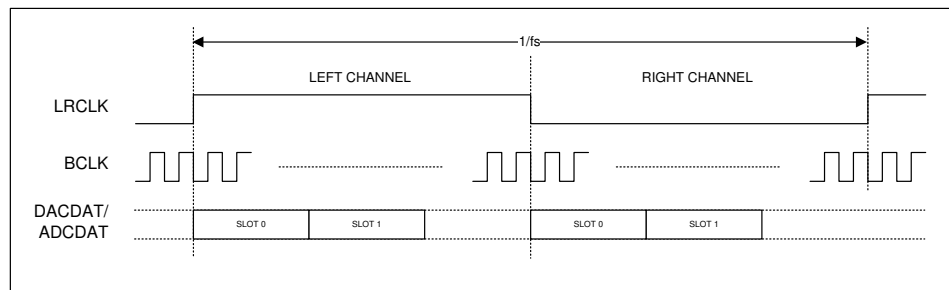 1/fs
LEFT CHANNEL
RIGHT CHANNEL
LRCLK
BCLK
DACDAT/
ADCDAT
SLOT 0
SLOT 1
SLOT 0
SLOT 1